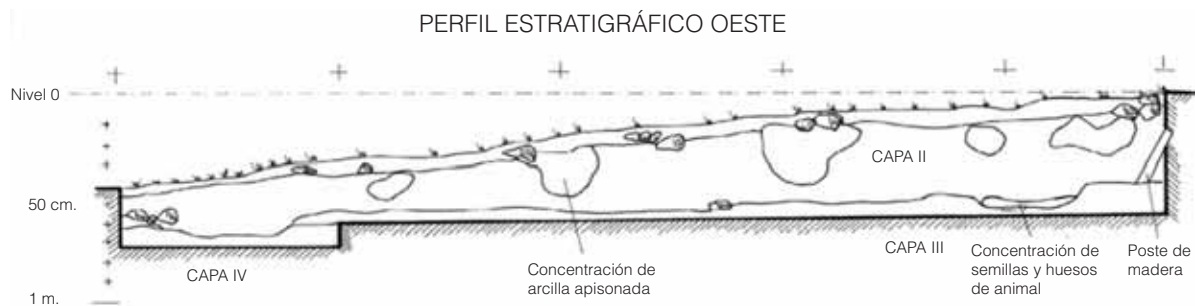 PERFIL ESTRATIGRÁFICO OESTE
Nivel 0
CAPA II
50 cm.
CAPA III
CAPA IV
Concentración de
arcilla apisonada
Concentración de
semillas y huesos
de animal
Poste de
madera
1 m.